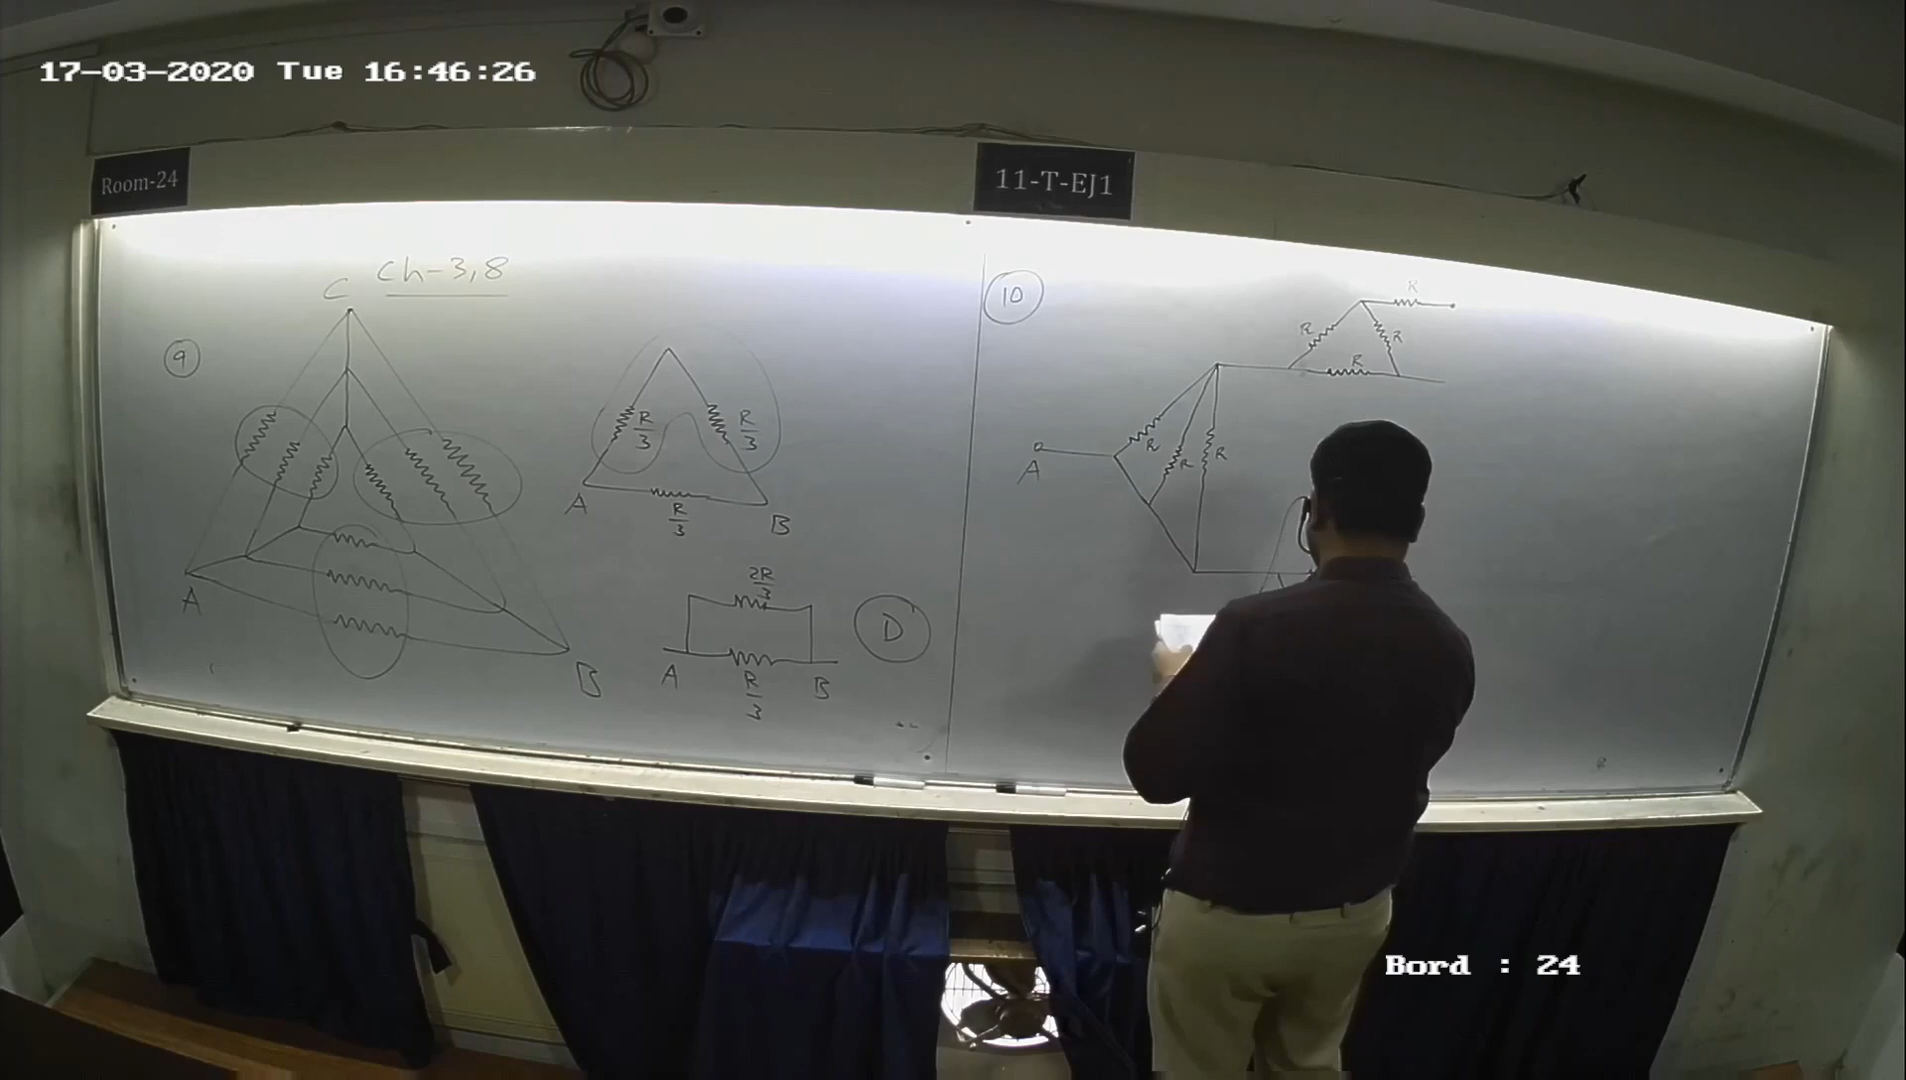 17-03-2020 Tue 16:46:26
Room-24
11-T-EJ1
Ch-3,8
C
9
A
B
R/3
R/3
A
R/3
B
2R/3
A
R/3
B
D
10
R
R
R
R
A
R
R
R
Bord : 24